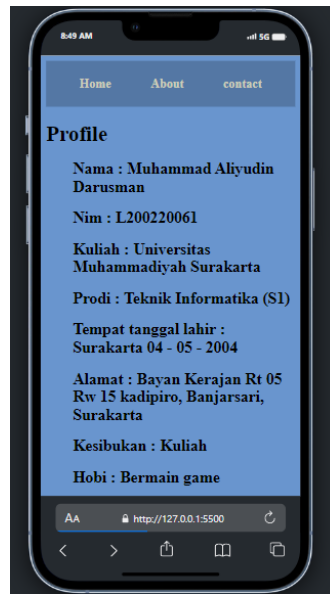 8:49 AM 5G
Home About contact
Profile
Nama : Muhammad Aliyudin
Darusman
Nim : L200220061
Kuliah : Universitas
Muhammadiyah Surakarta
Prodi : Teknik Informatika (S1)
Tempat tanggal lahir :
Surakarta 04 - 05 - 2004
Alamat : Bayan Kerajan Rt 05
Rw 15 kadipiro, Banjarsari,
Surakarta
Kesibukan : Kuliah
Hobi : Bermain game
AA http://127.0.0.1:5500